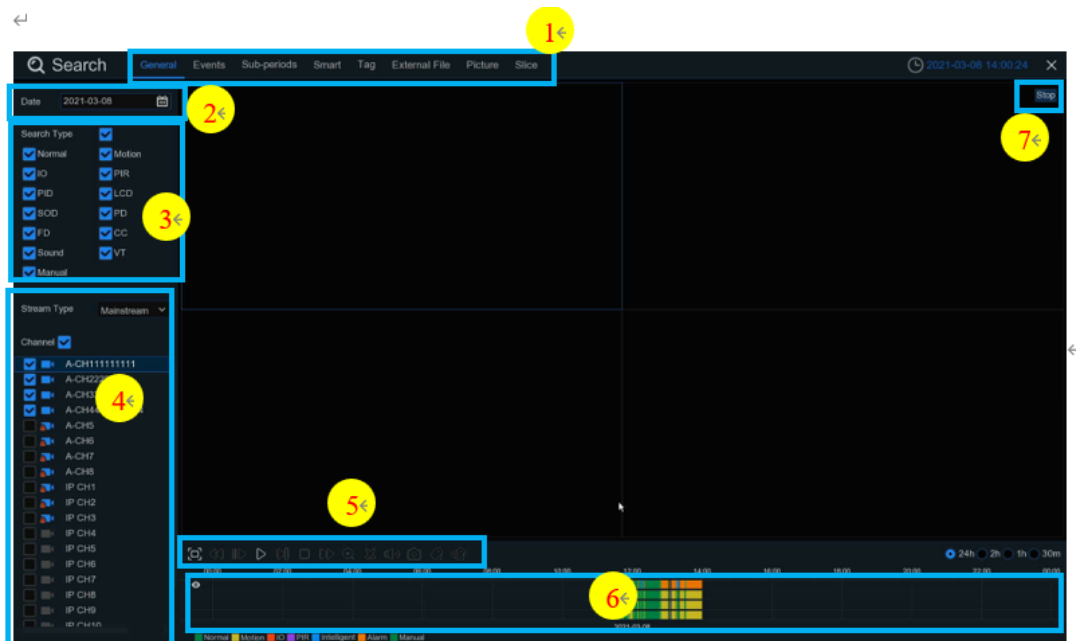 1
Search General Events Sub-periods Smart Tag External File Picture Slice 2021-03-08 14:00:24
Date 2021-03-08
2
Stop
7
Search Type
Normal Motion
IO PIR
PID LCD
SOD PD
3
FD CC
Sound VT
Manual
Stream Type Mainstream
Channel
A-CH111111111
4
A-CH5
A-CH6
A-CH7
A-CH8
IP CH1
IP CH2
IP CH3
IP CH4
IP CH5
IP CH6
IP CH7
IP CH8
IP CH9
IP CH10
5
24h 2h 1h 30m
00:00 02:00 04:00 06:00 08:00 10:00 12:00 14:00 16:00 18:00 20:00 22:00 00:00
6
2021-03-08
Normal Motion IO PIR Intelligent Alarm Manual